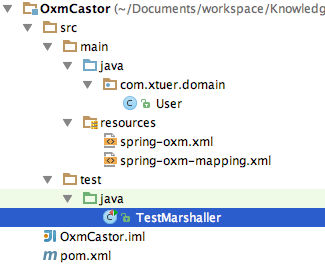 OxmCastor (~/Documents/workspace/Knowledg
src
main
java
com.xtuer.domain
User
resources
spring-oxm.xml
spring-oxm-mapping.xml
test
java
TestMarshaller
OxmCastor.iml
pom.xml